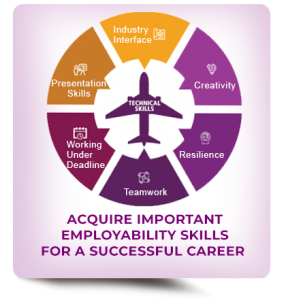 Industry
Interface
Presentation
Skills
TECHNICAL
SKILLS
Creativity
Working
Under
Deadline
Resilience
Teamwork
ACQUIRE IMPORTANT
EMPLOYABILITY SKILLS
FOR A SUCCESSFUL CAREER